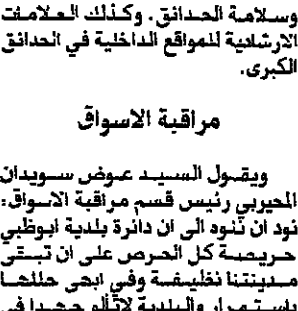 وسلامة الحدائق. وكذلك العلامات
الارشادية للمواقع الداخلية في الحدائق
الكبرى.
مراقبة الاسواق
ويقول السيد عوض سويدان
المحيربي رئيس قسم مراقبة الاسواق:
نود ان ننوه الى ان دائرة بلدية ابوظبي
حريصة كل الحرص على ان تبقى
مدينتنا نظيفة وفي ابهى حللها
باستمرار والبلدية لاتألو جهدا في